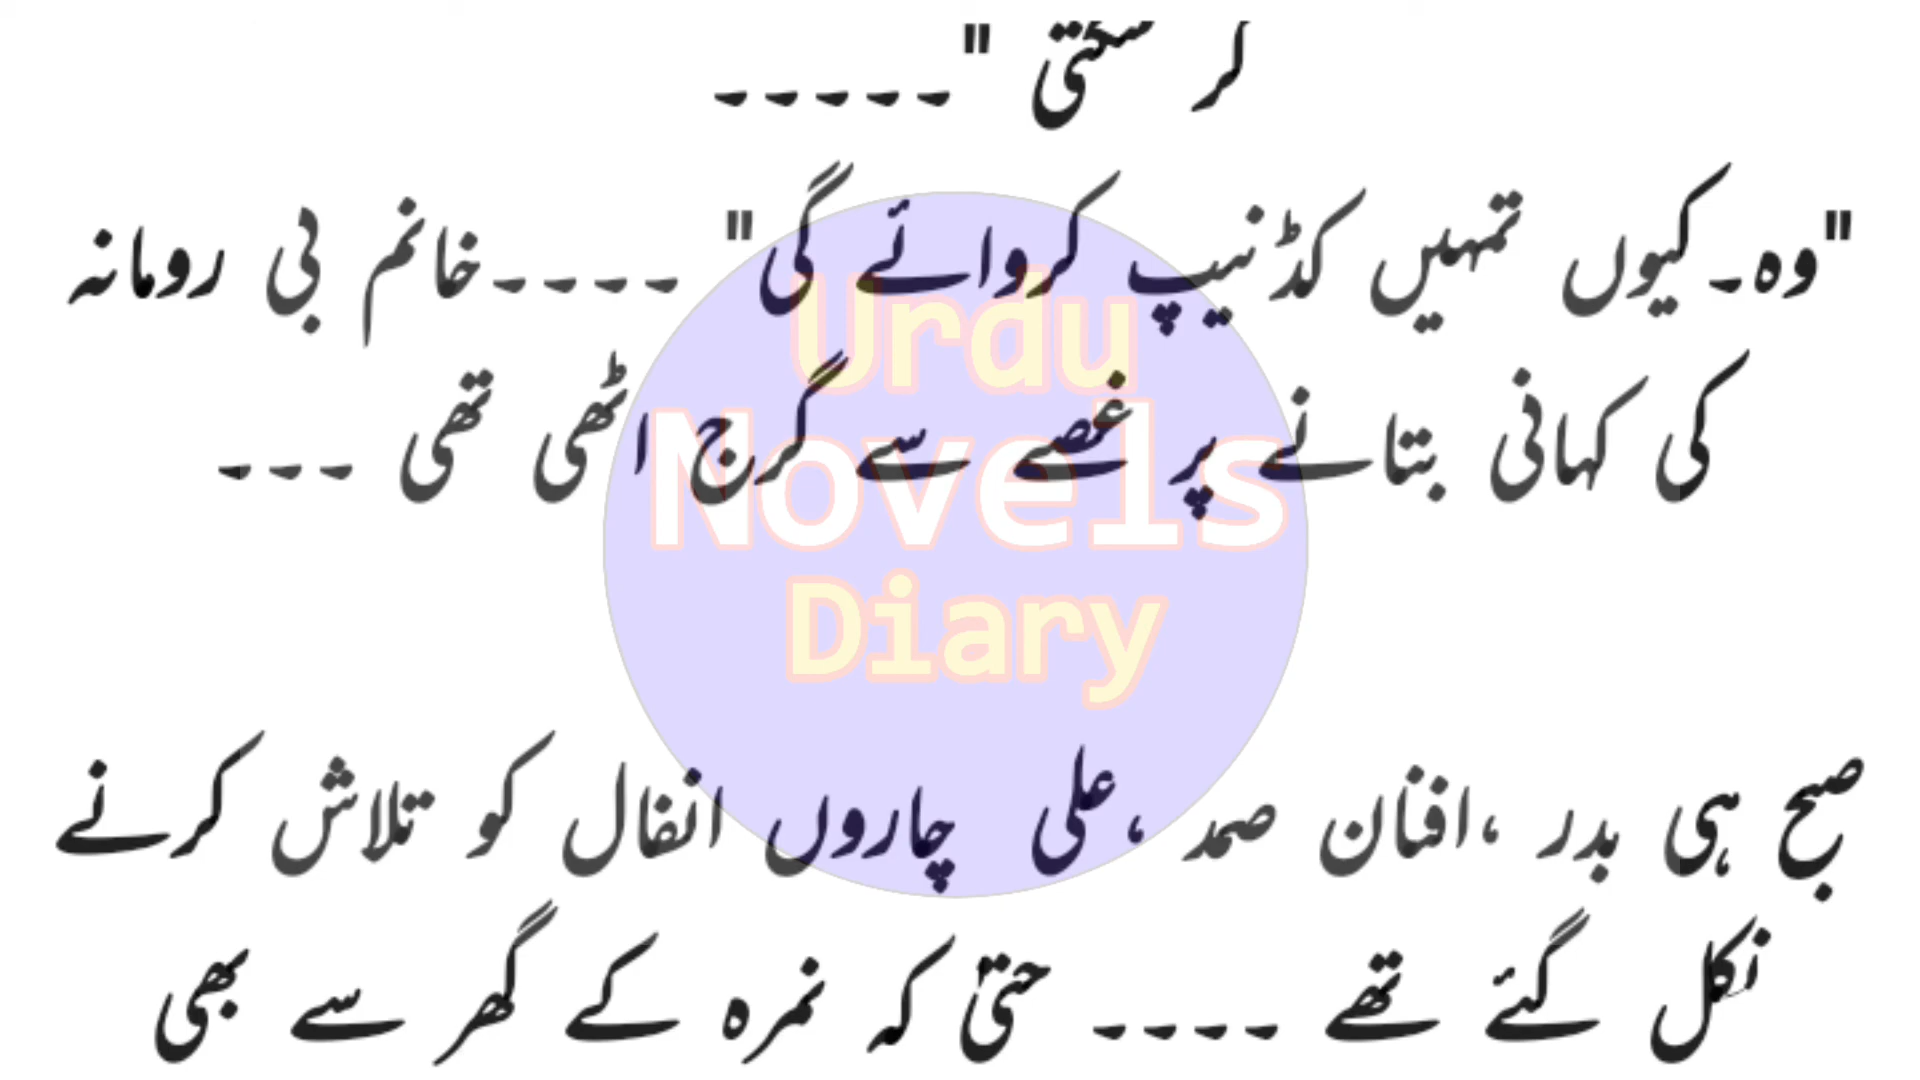 کر سکتی "۔۔۔۔۔
"وہ۔کیوں تمہیں کڈنیپ کروائے گی" ۔۔۔۔خانم بی رومانہ
کی کہانی بتانے پر غصے سے گرج اٹھی تھی ۔۔۔
صبح ہی بدر ،افنان صمد ،علی چاروں انفال کو تلاش کرنے
نکل گئے تھے ۔۔۔۔ حتیٰ کہ نمرہ کے گھر سے بھی
Urdu
Novels
Diary